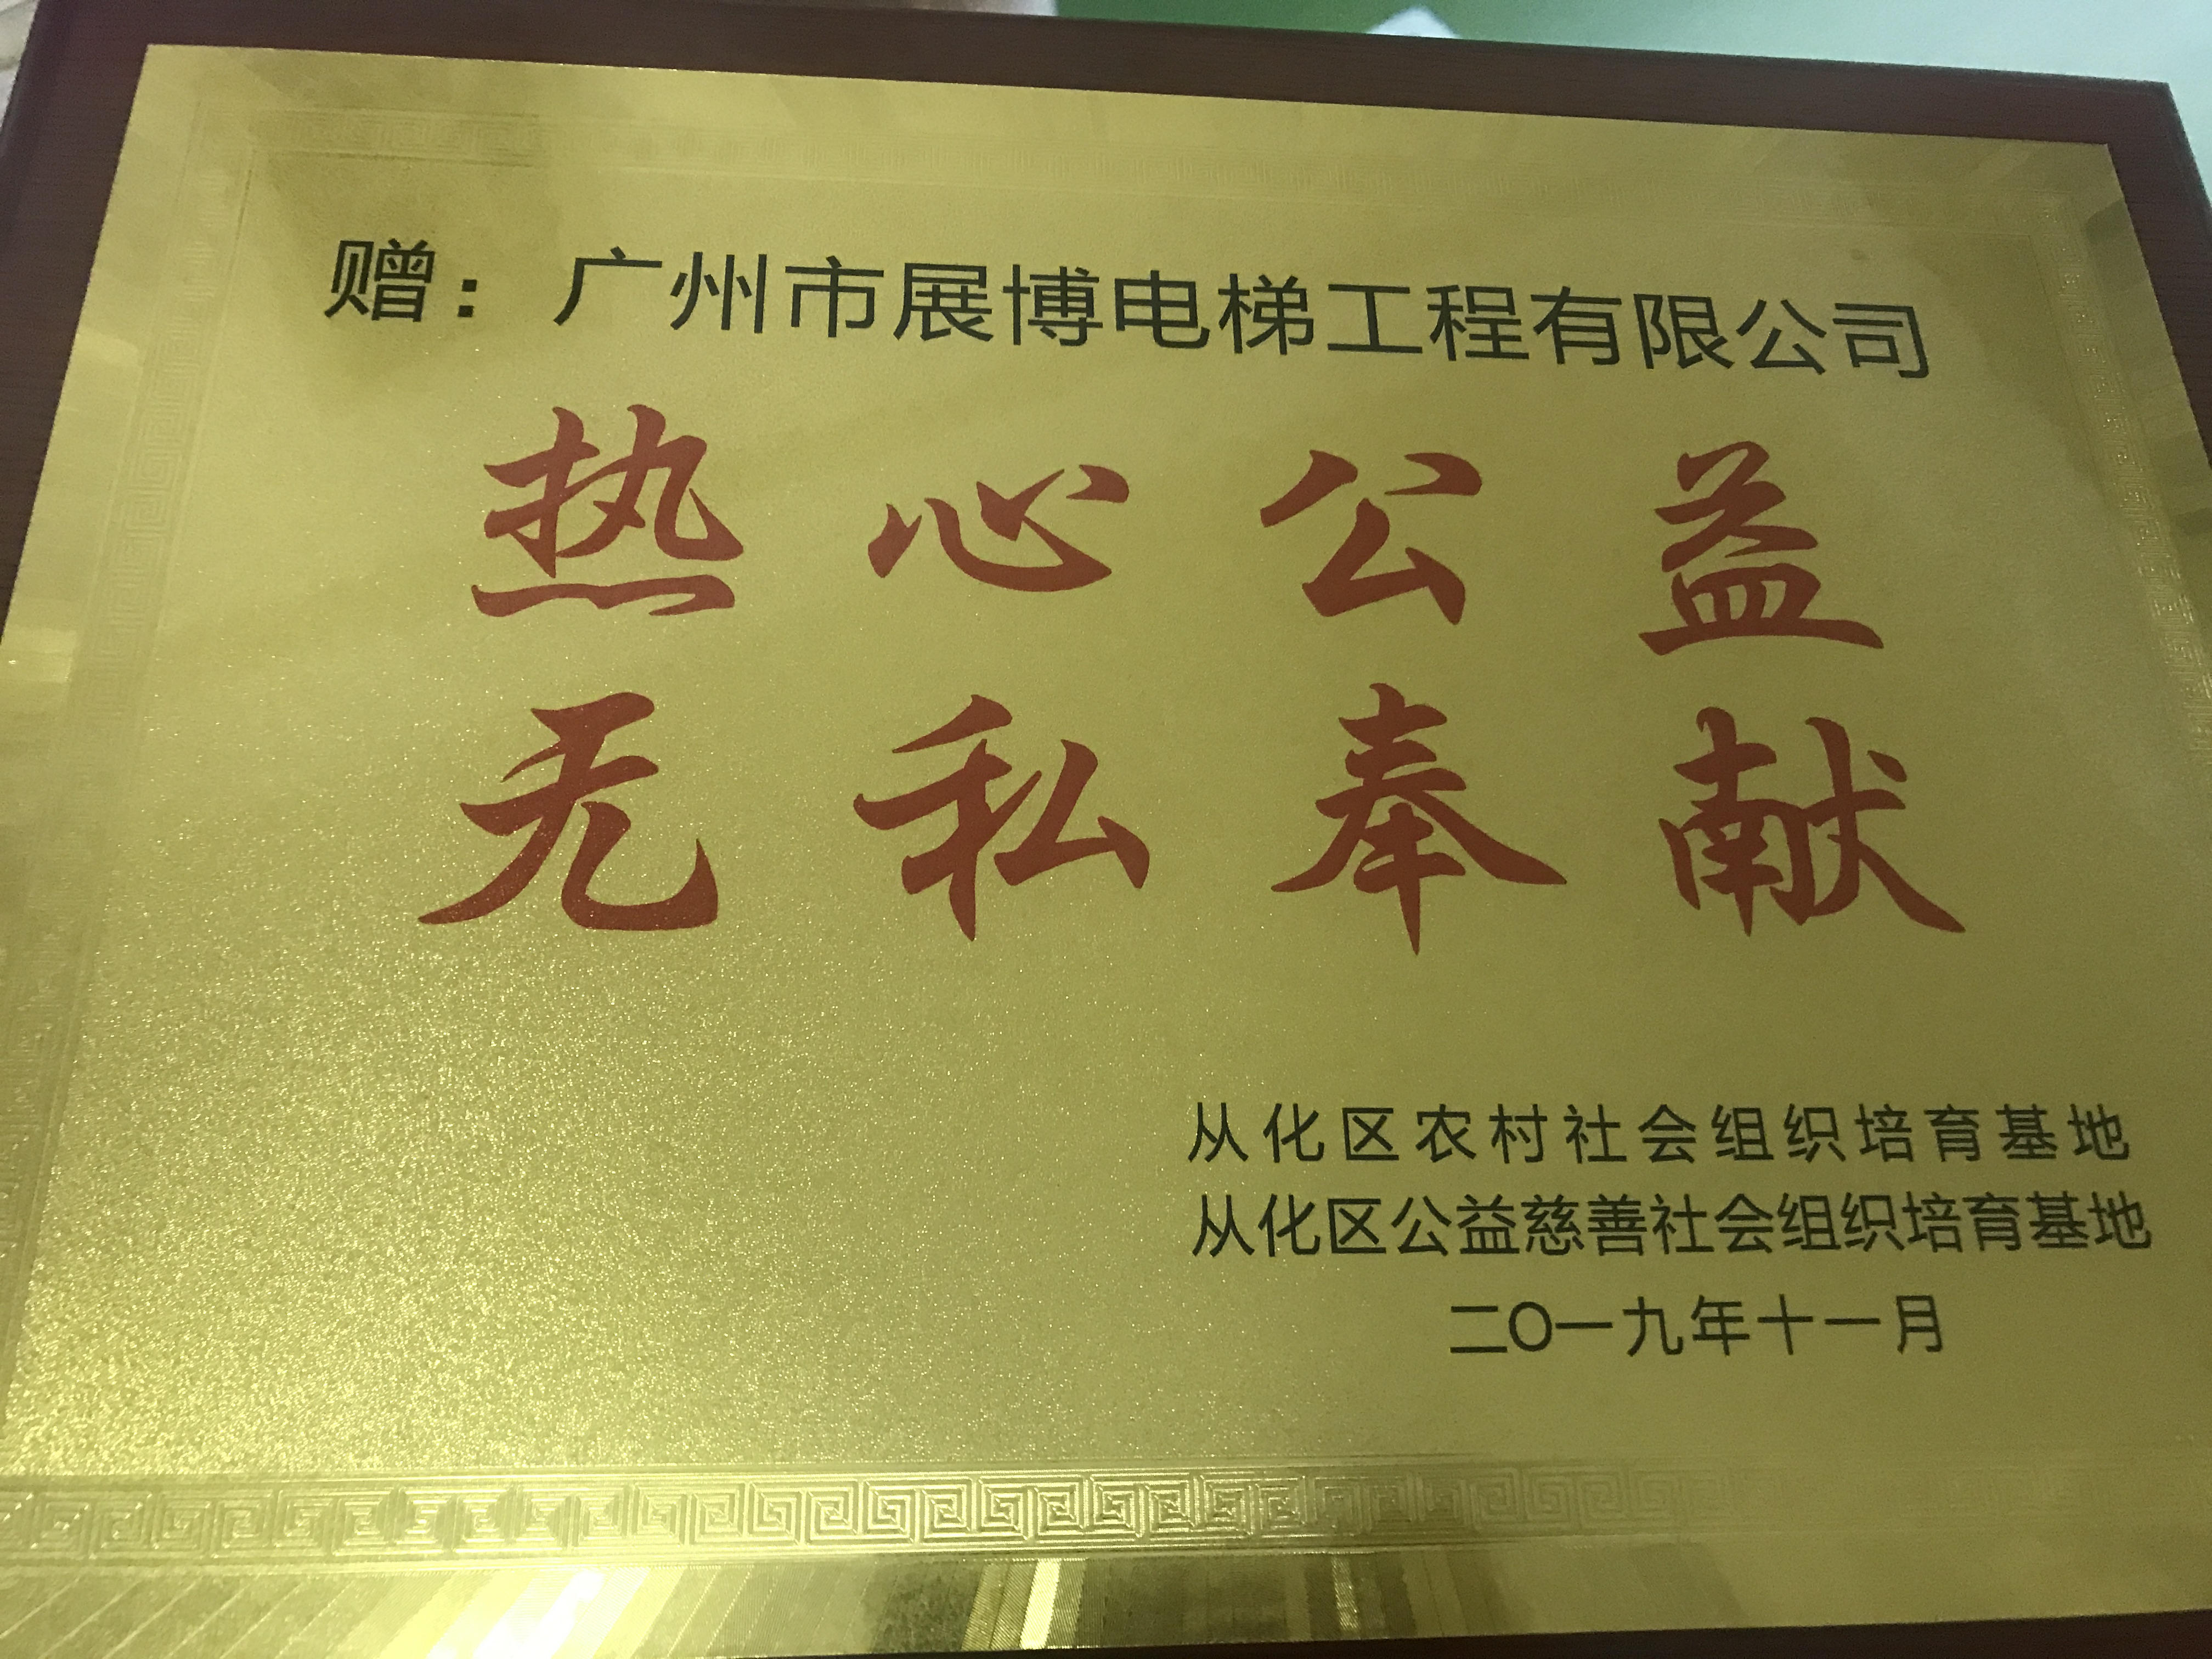 赠：广州市展博电梯工程有限公司
热心公益
无私奉献
从化区农村社会组织培育基地
从化区公益慈善社会组织培育基地
二〇一九年十一月